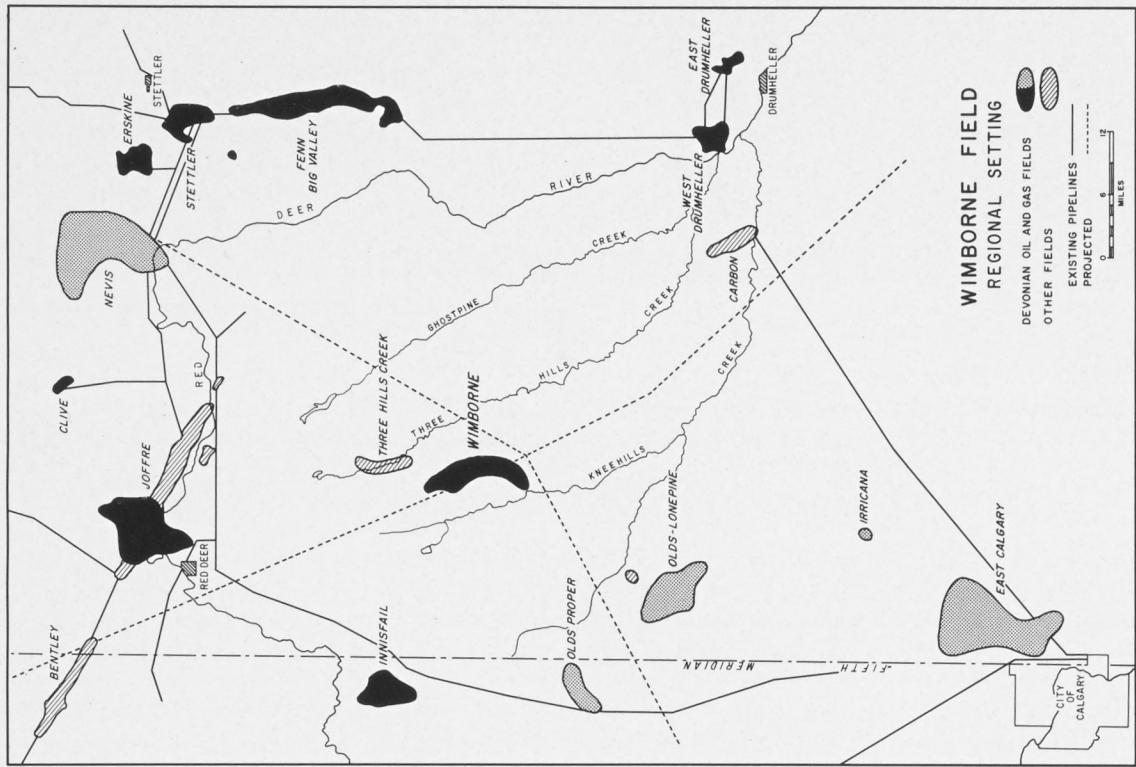 WIMBORNE FIELD
REGIONAL SETTING
DEVONIAN OIL AND GAS FIELDS
OTHER FIELDS
EXISTING PIPELINES
PROJECTED
0 6 12
MILES
BENTLEY
JOFFRE
CLIVE
NEVIS
ERSKINE
STETTLER
STETTLER
FENN
BIG VALLEY
RED DEER
RED
DEER
RIVER
INNISFAIL
THREE HILLS CREEK
WIMBORNE
THREE
HILLS
CREEK
GHOSTPINE
CREEK
KNEEHILLS
CREEK
WEST
DRUMHELLER
EAST
DRUMHELLER
DRUMHELLER
CARBON
OLDS PROPER
OLDS-LONEPINE
IRRICANA
EAST CALGARY
FIFTH
MERIDIAN
CITY
OF
CALGARY